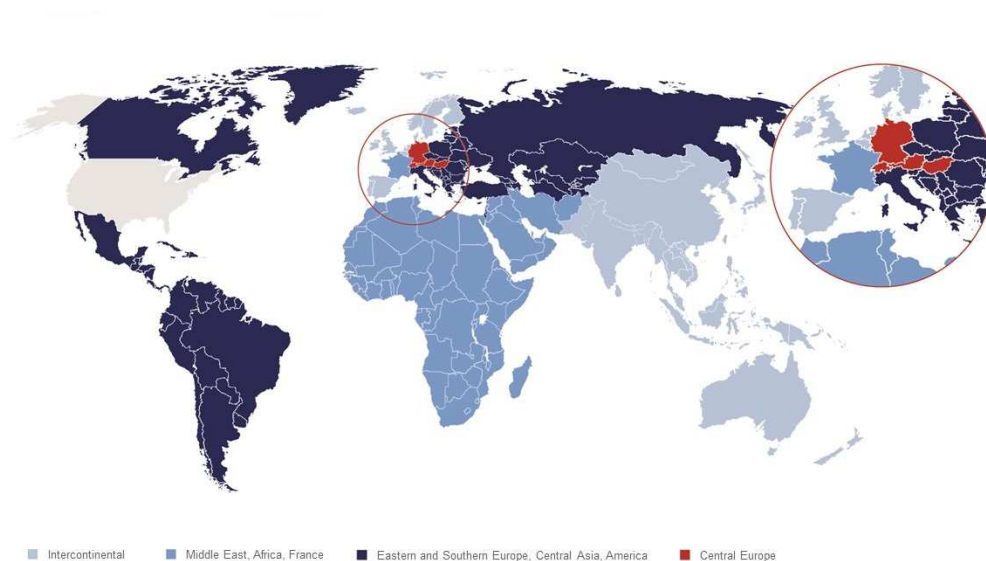 Intercontinental
Middle East, Africa, France
Eastern and Southern Europe, Central Asia, America
Central Europe